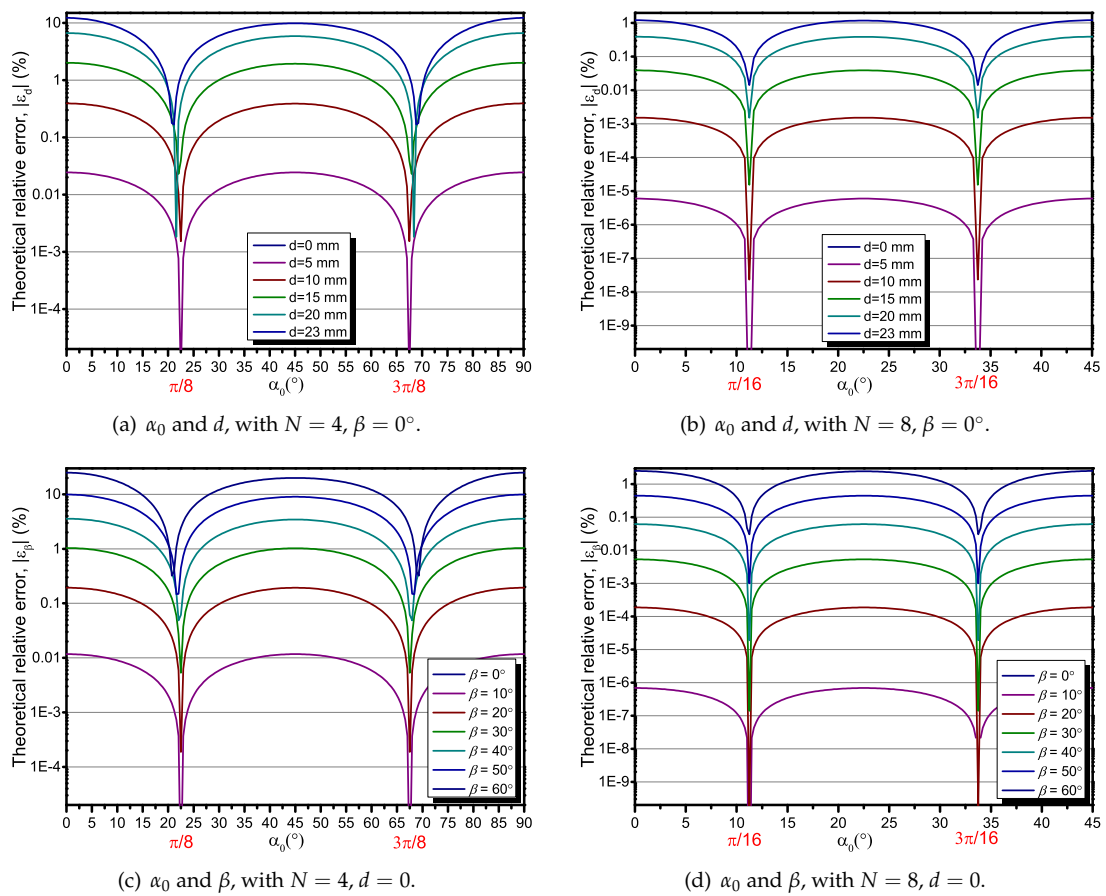 Theoretical relative error, |ε_d| (%)
10
1
0.1
0.01
1E-3
1E-4
d=0 mm
d=5 mm
d=10 mm
d=15 mm
d=20 mm
d=23 mm
0 5 10 15 20 25 30 35 40 45 50 55 60 65 70 75 80 85 90
π/8 α₀(°) 3π/8
(a) α₀ and d, with N = 4, β = 0°.
Theoretical relative error, |ε_d| (%)
1
0.1
0.01
1E-3
1E-4
1E-5
1E-6
1E-7
1E-8
1E-9
d=0 mm
d=5 mm
d=10 mm
d=15 mm
d=20 mm
d=23 mm
0 5 10 15 20 25 30 35 40 45
π/16 α₀(°) 3π/16
(b) α₀ and d, with N = 8, β = 0°.
Theoretical relative error, |ε_β| (%)
10
1
0.1
0.01
1E-3
1E-4
β = 0°
β = 10°
β = 20°
β = 30°
β = 40°
β = 50°
β = 60°
0 5 10 15 20 25 30 35 40 45 50 55 60 65 70 75 80 85 90
π/8 α₀(°) 3π/8
(c) α₀ and β, with N = 4, d = 0.
Theoretical relative error, |ε_β| (%)
1
0.1
0.01
1E-3
1E-4
1E-5
1E-6
1E-7
1E-8
1E-9
β = 0°
β = 10°
β = 20°
β = 30°
β = 40°
β = 50°
β = 60°
0 5 10 15 20 25 30 35 40 45
π/16 α₀(°) 3π/16
(d) α₀ and β, with N = 8, d = 0.